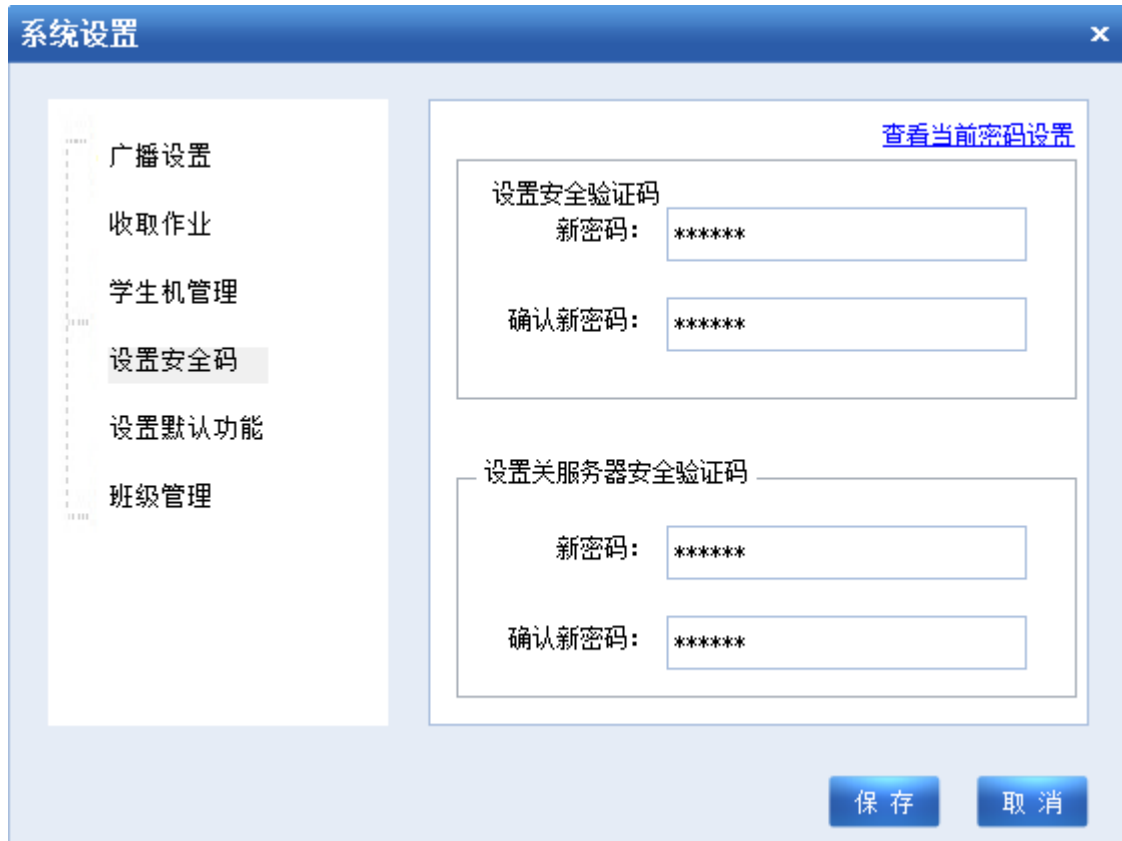 系统设置
×
广播设置
收取作业
学生机管理
设置安全码
设置默认功能
班级管理
查看当前密码设置
设置安全验证码
新密码: ******
确认新密码: ******
设置关服务器安全验证码
新密码: ******
确认新密码: ******
保存 取消